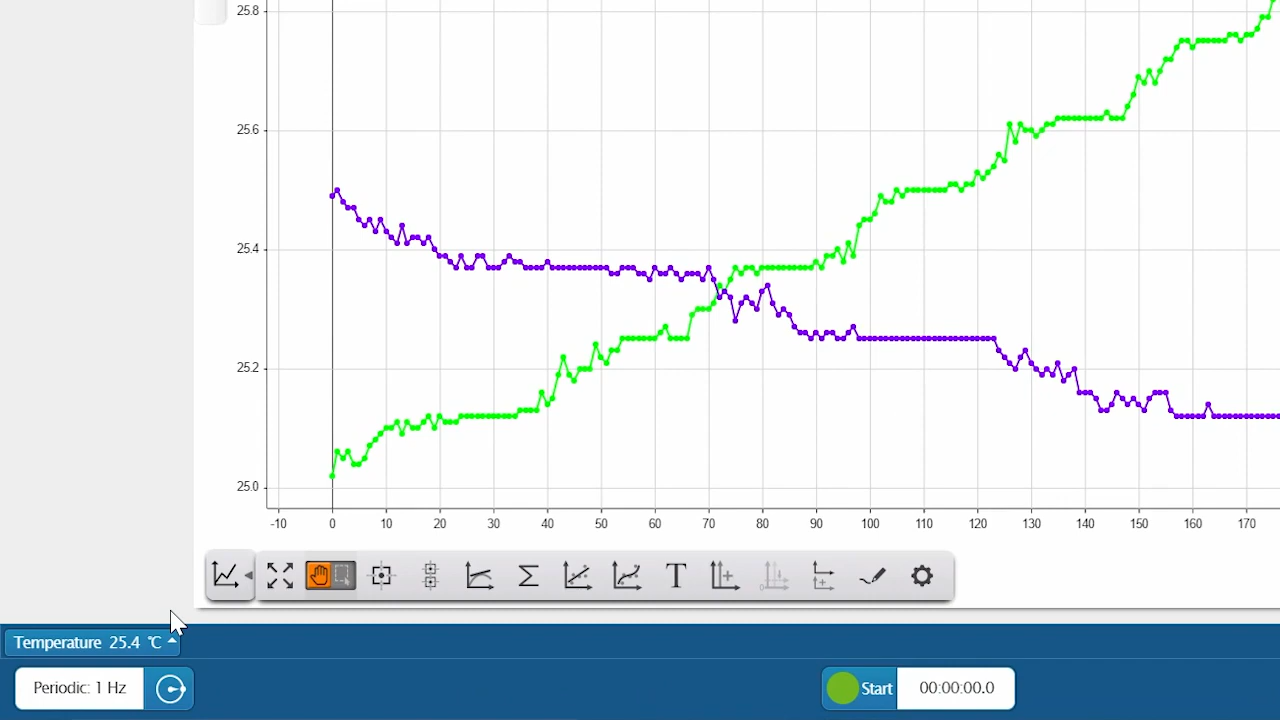 25.8
25.6
25.4
25.2
25.0
-10 0 10 20 30 40 50 60 70 80 90 100 110 120 130 140 150 160 170
T
Temperature 25.4 ℃
Periodic: 1 Hz
Start 00:00:00.0